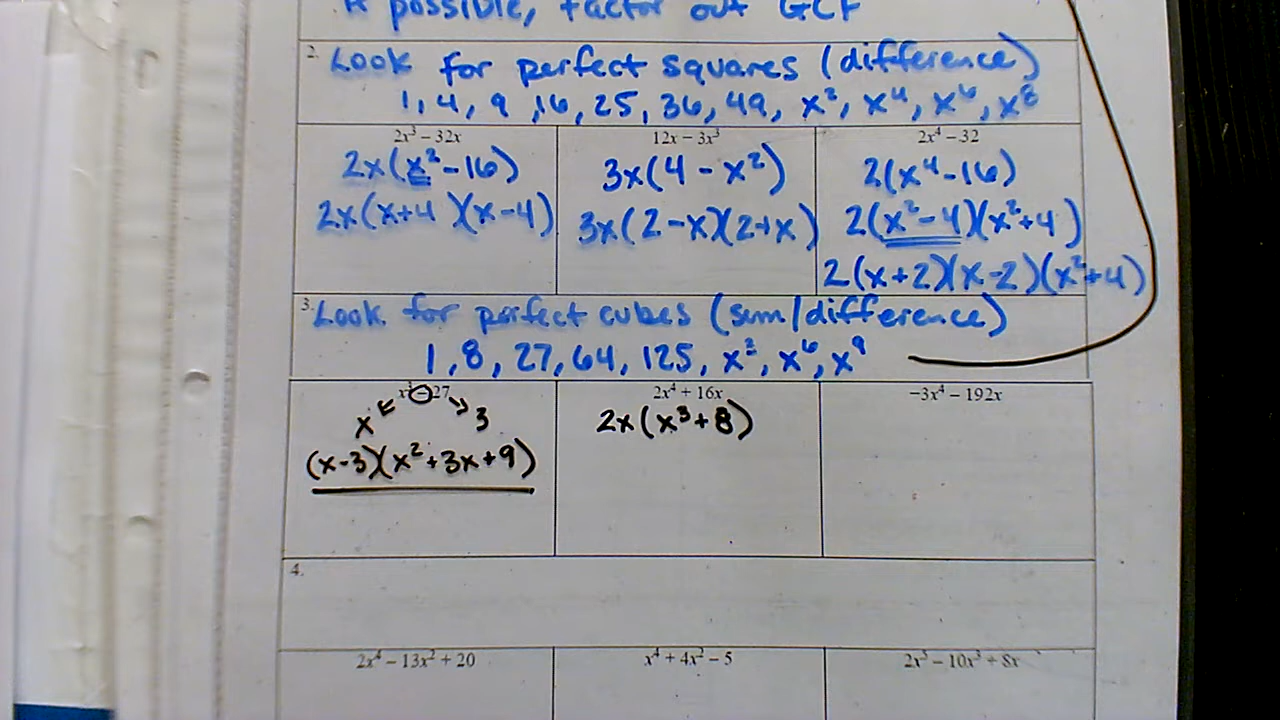 If possible, factor out GCF
2. Look for perfect squares (difference)
1, 4, 9, 16, 25, 36, 49, x², x⁴, x⁶, x⁸
2x³ – 32x
2x(x²-16)
2x(x+4)(x-4)
12x – 3x³
3x(4 - x²)
3x(2-x)(2+x)
2x⁴ – 32
2(x⁴-16)
2(x²-4)(x²+4)
2(x+2)(x-2)(x²+4)
3. Look for perfect cubes (sum/difference)
1, 8, 27, 64, 125, x³, x⁶, x⁹
x³ – 27
x 3
(x-3)(x²+3x+9)
2x⁴ + 16x
2x(x³+8)
–3x⁴ – 192x
4.
2x⁴ – 13x² + 20
x⁴ + 4x² – 5
2x⁵ – 10x³ + 8x